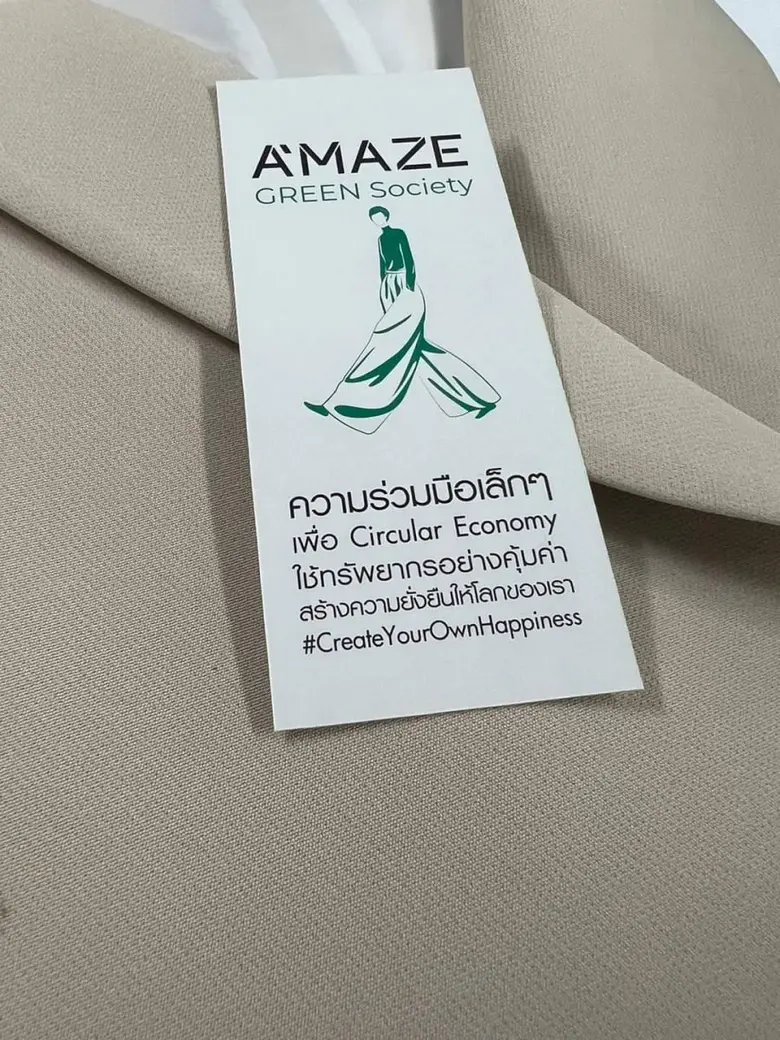 A'MAZE
GREEN Society
ความร่วมมือเล็กๆ
เพื่อ Circular Economy
ใช้ทรัพยากรอย่างคุ้มค่า
สร้างความยั่งยืนให้โลกของเรา
#CreateYourOwnHappiness